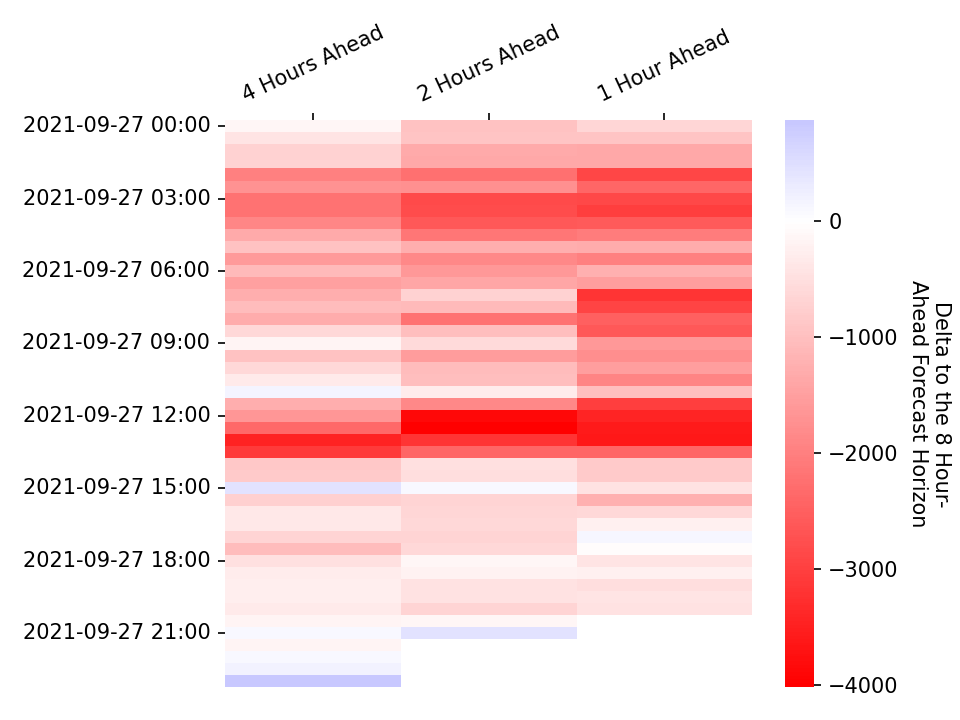 4 Hours Ahead
2 Hours Ahead
1 Hour Ahead
2021-09-27 00:00
2021-09-27 03:00
2021-09-27 06:00
2021-09-27 09:00
2021-09-27 12:00
2021-09-27 15:00
2021-09-27 18:00
2021-09-27 21:00
0
−1000
−2000
−3000
−4000
Delta to the 8 Hour-
Ahead Forecast Horizon